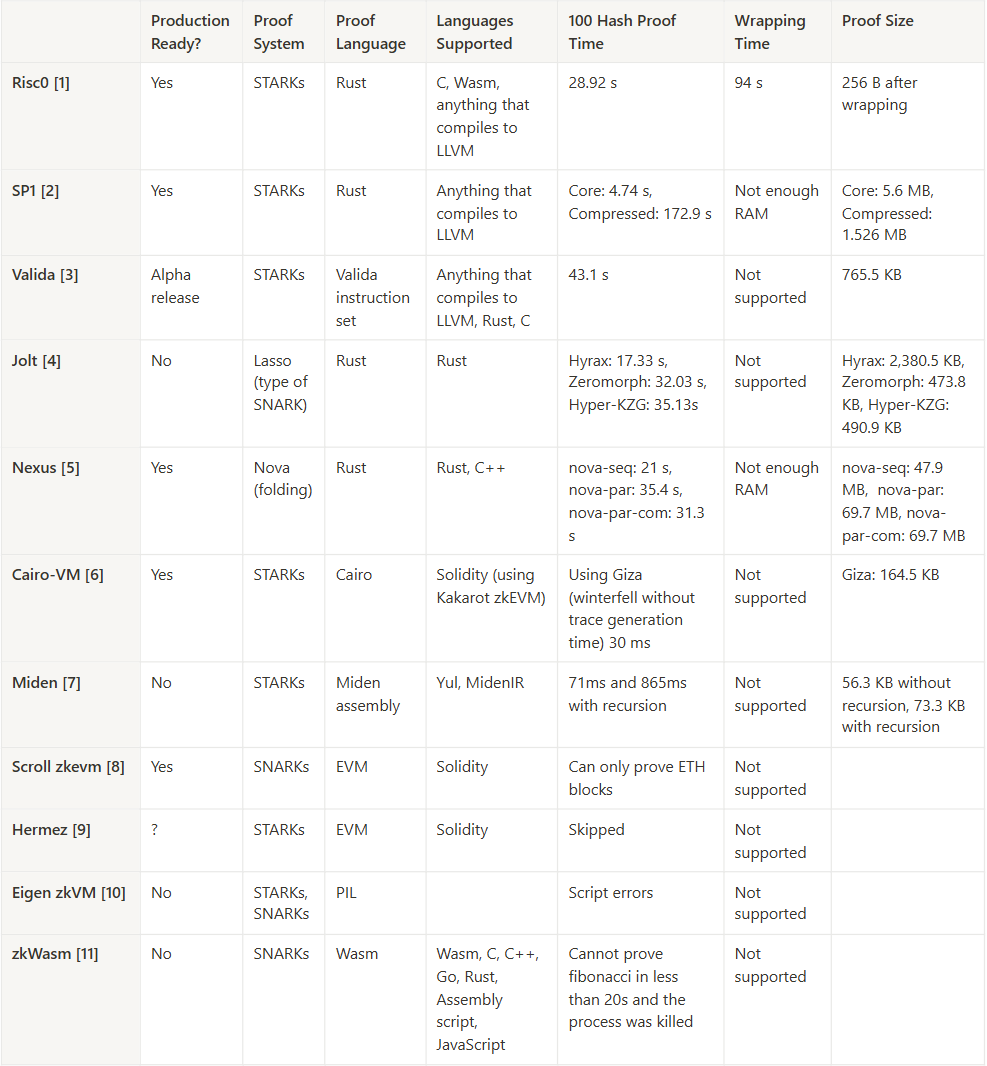 Production Ready?
Proof System
Proof Language
Languages Supported
100 Hash Proof Time
Wrapping Time
Proof Size
Risc0 [1]
Yes
STARKs
Rust
C, Wasm,
anything that
compiles to
LLVM
28.92 s
94 s
256 B after
wrapping
SP1 [2]
Yes
STARKs
Rust
Anything that
compiles to
LLVM
Core: 4.74 s,
Compressed: 172.9 s
Not enough
RAM
Core: 5.6 MB,
Compressed:
1.526 MB
Valida [3]
Alpha
release
STARKs
Valida
instruction
set
Anything that
compiles to
LLVM, Rust, C
43.1 s
Not
supported
765.5 KB
Jolt [4]
No
Lasso
(type of
SNARK)
Rust
Rust
Hyrax: 17.33 s,
Zeromorph: 32.03 s,
Hyper-KZG: 35.13s
Not
supported
Hyrax: 2,380.5 KB,
Zeromorph: 473.8
KB, Hyper-KZG:
490.9 KB
Nexus [5]
Yes
Nova
(folding)
Rust
Rust, C++
nova-seq: 21 s,
nova-par: 35.4 s,
nova-par-com: 31.3
s
Not enough
RAM
nova-seq: 47.9
MB, nova-par:
69.7 MB, nova-
par-com: 69.7 MB
Cairo-VM [6]
Yes
STARKs
Cairo
Solidity (using
Kakarot zkEVM)
Using Giza
(winterfell without
trace generation
time) 30 ms
Not
supported
Giza: 164.5 KB
Miden [7]
No
STARKs
Miden
assembly
Yul, MidenIR
71ms and 865ms
with recursion
Not
supported
56.3 KB without
recursion, 73.3 KB
with recursion
Scroll zkevm [8]
Yes
SNARKs
EVM
Solidity
Can only prove ETH
blocks
Not
supported
Hermez [9]
?
STARKs
EVM
Solidity
Skipped
Not
supported
Eigen zkVM [10]
No
STARKs,
SNARKs
PIL
Script errors
Not
supported
zkWasm [11]
No
SNARKs
Wasm
Wasm, C, C++,
Go, Rust,
Assembly
script,
JavaScript
Cannot prove
fibonacci in less
than 20s and the
process was killed
Not
supported